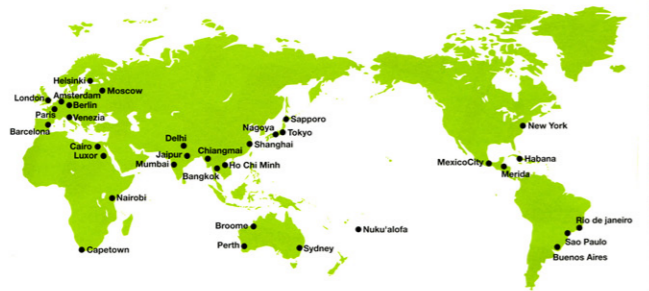 Helsinki
Moscow
London
Amsterdam
Berlin
Paris
Venezia
Barcelona
Sapporo
Nagoya
Tokyo
New York
Delhi
Shanghai
Cairo
Chiangmai
Luxor
Jaipur
Mumbai
Ho Chi Minh
Bangkok
MexicoCity
Habana
Merida
Nairobi
Rio de janeiro
Broome
Nuku'alofa
Sao Paulo
Perth
Sydney
Capetown
Buenos Aires